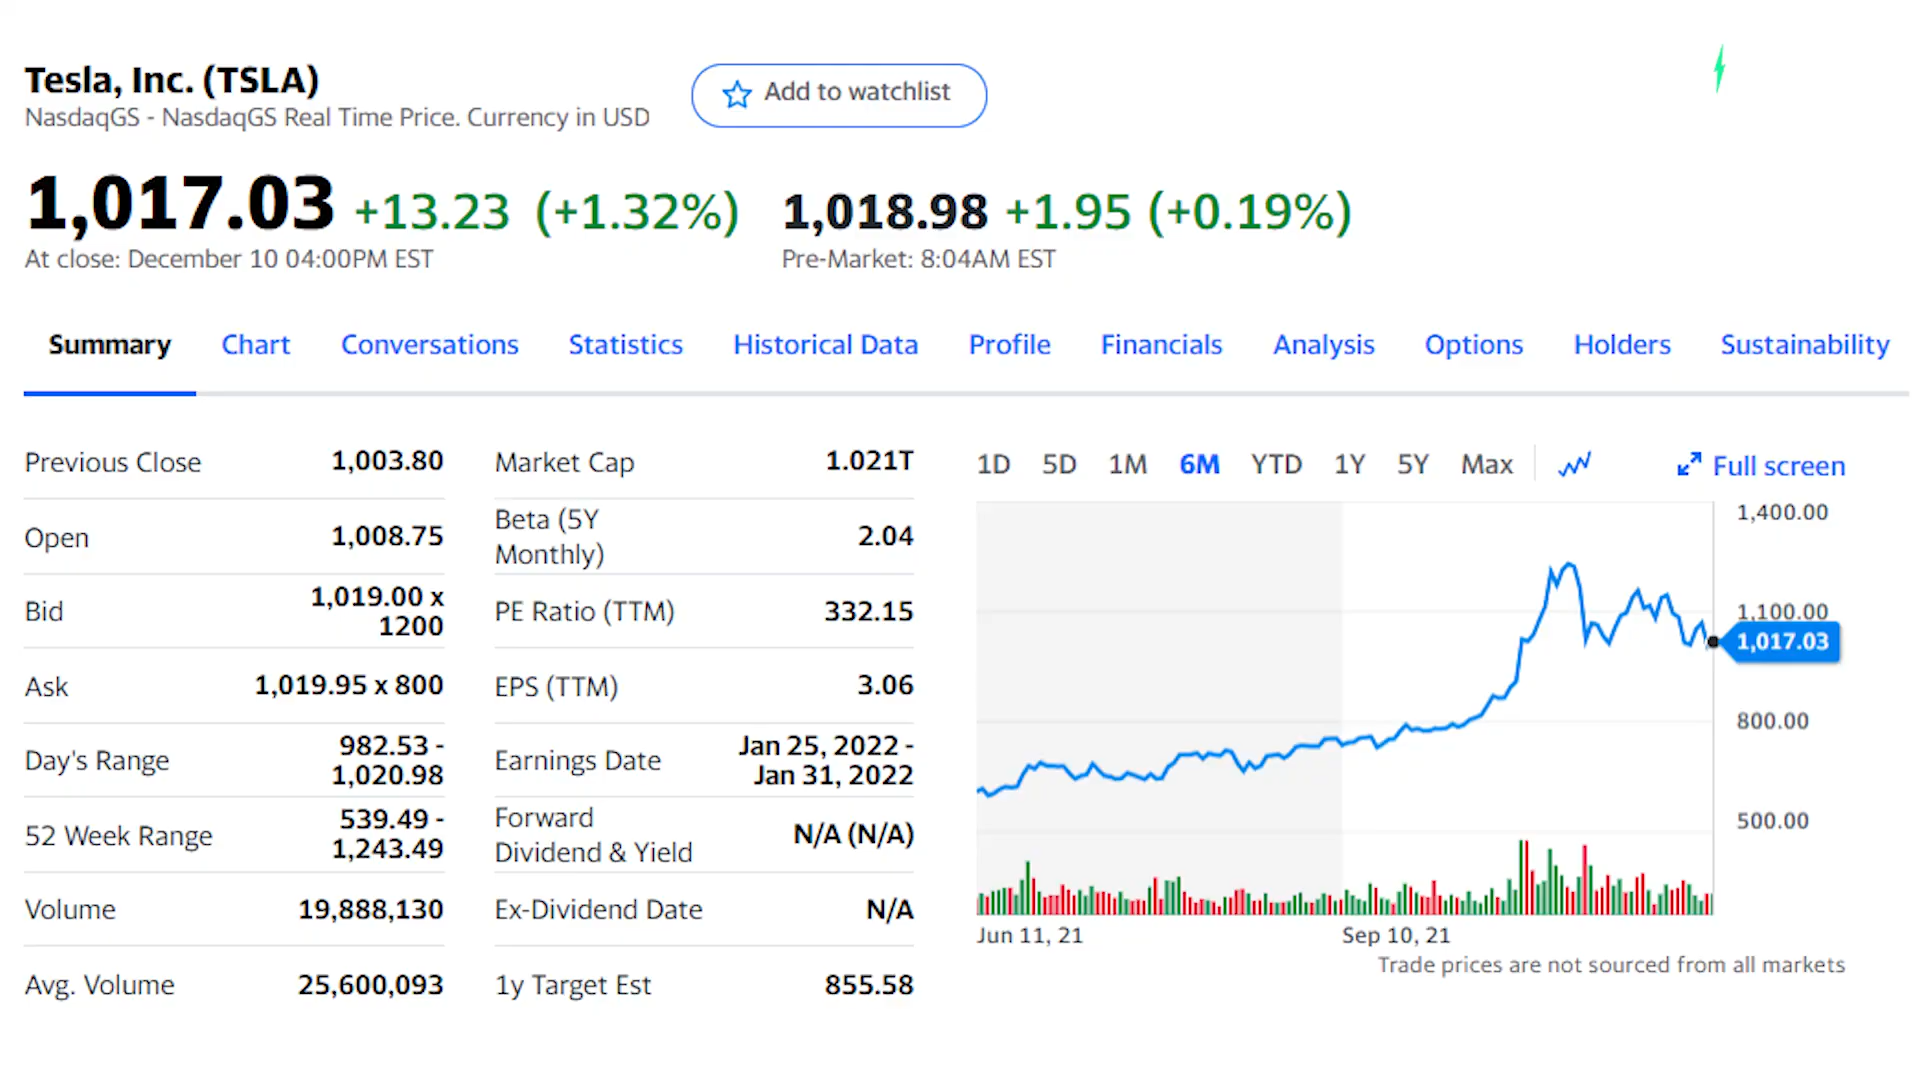 Tesla, Inc. (TSLA)
NasdaqGS - NasdaqGS Real Time Price. Currency in USD
Add to watchlist
1,017.03 +13.23 (+1.32%)
At close: December 10 04:00PM EST
1,018.98 +1.95 (+0.19%)
Pre-Market: 8:04AM EST
Summary Chart Conversations Statistics Historical Data Profile Financials Analysis Options Holders Sustainability
Previous Close 1,003.80
Open 1,008.75
Bid 1,019.00 x
1200
Ask 1,019.95 x 800
Day's Range 982.53 -
1,020.98
52 Week Range 539.49 -
1,243.49
Volume 19,888,130
Avg. Volume 25,600,093
Market Cap 1.021T
Beta (5Y
Monthly) 2.04
PE Ratio (TTM) 332.15
EPS (TTM) 3.06
Earnings Date Jan 25, 2022 -
Jan 31, 2022
Forward
Dividend & Yield N/A (N/A)
Ex-Dividend Date N/A
1y Target Est 855.58
1D 5D 1M 6M YTD 1Y 5Y Max Full screen
1,400.00
1,100.00
1,017.03
800.00
500.00
Jun 11, 21 Sep 10, 21
Trade prices are not sourced from all markets